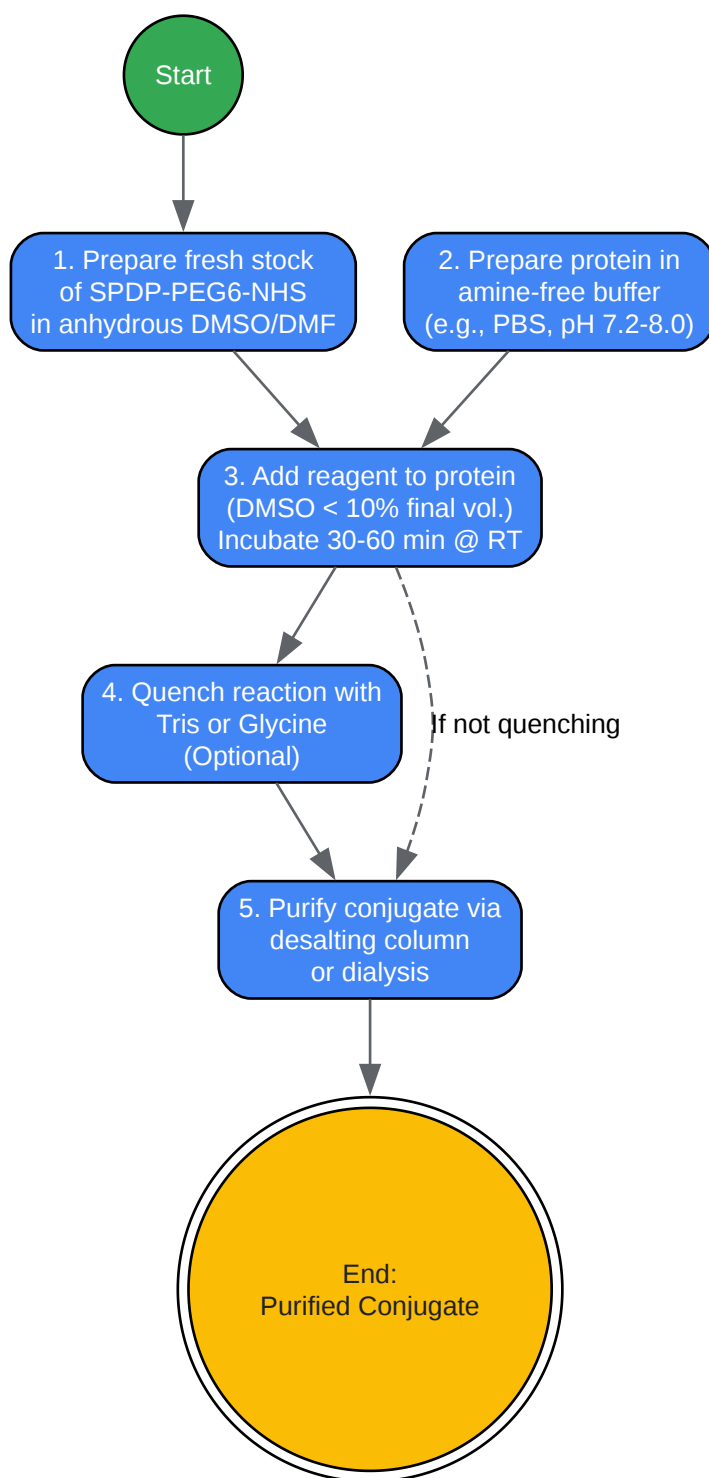 Start
1. Prepare fresh stock
of SPDP-PEG6-NHS
in anhydrous DMSO/DMF
2. Prepare protein in
amine-free buffer
(e.g., PBS, pH 7.2-8.0)
3. Add reagent to protein
(DMSO < 10% final vol.)
Incubate 30-60 min @ RT
4. Quench reaction with
Tris or Glycine
(Optional)
If not quenching
5. Purify conjugate via
desalting column
or dialysis
End:
Purified Conjugate